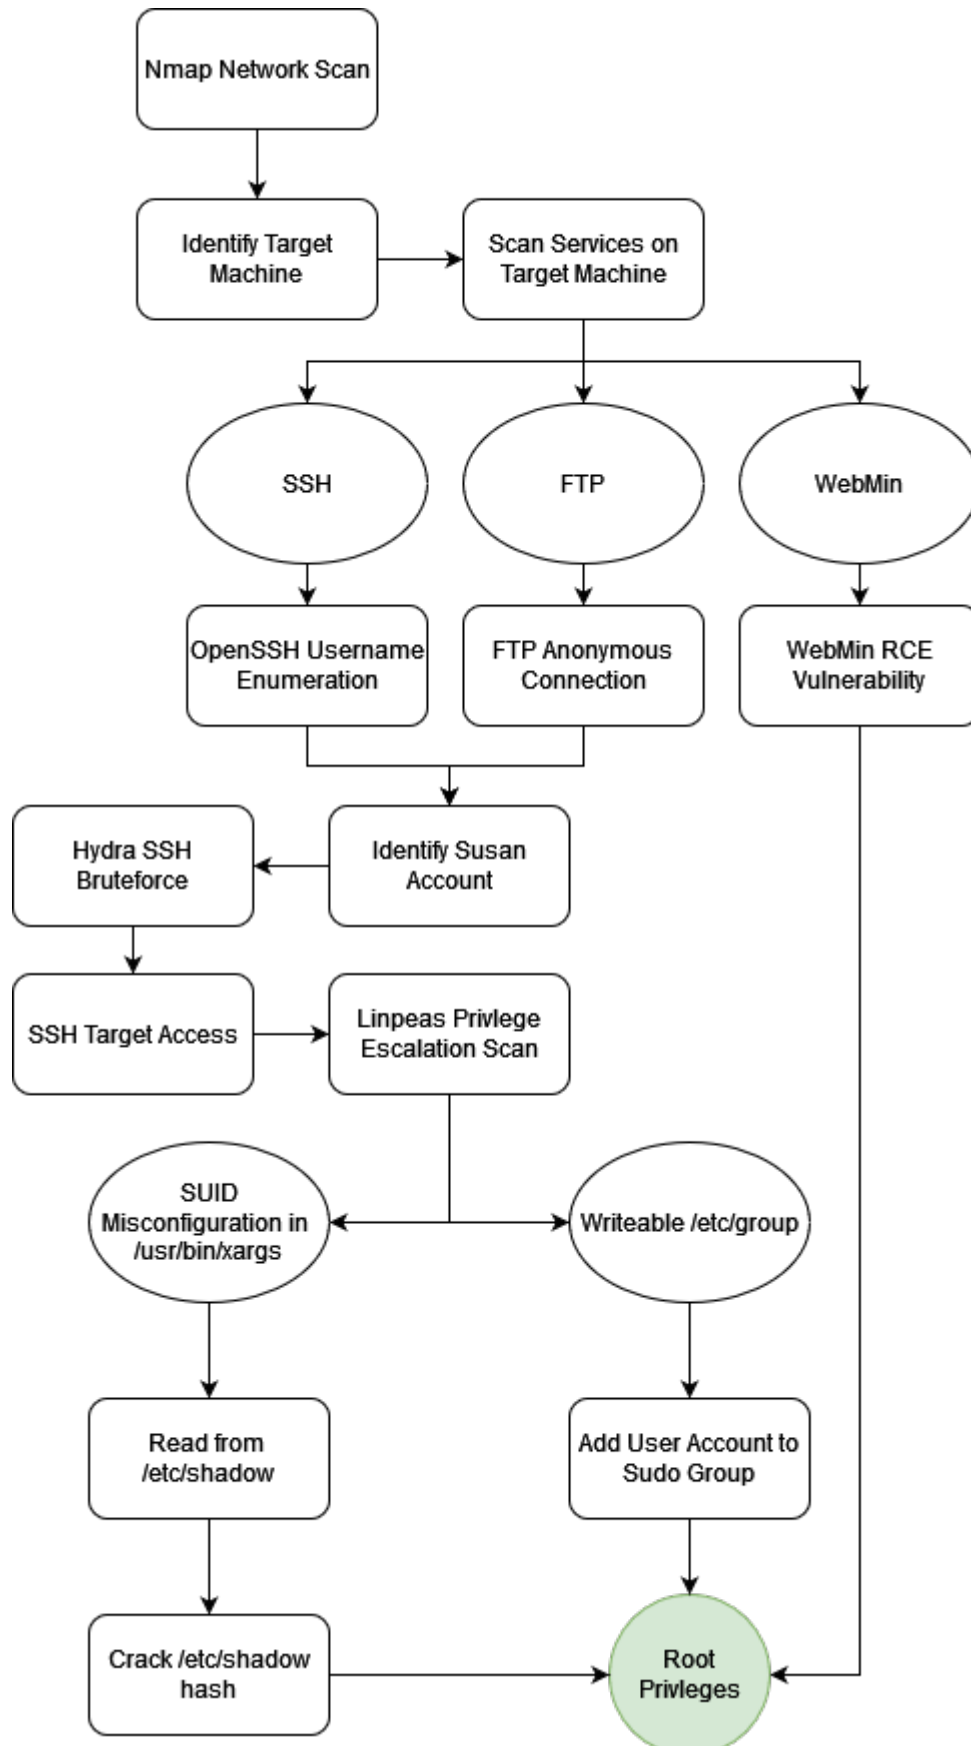 Nmap Network Scan
Identify Target
Machine
Scan Services on
Target Machine
SSH
FTP
WebMin
OpenSSH Username
Enumeration
FTP Anonymous
Connection
WebMin RCE
Vulnerability
Hydra SSH
Bruteforce
Identify Susan
Account
SSH Target Access
Linpeas Privlege
Escalation Scan
SUID
Misconfiguration in
/usr/bin/xargs
Writeable /etc/group
Read from
/etc/shadow
Add User Account to
Sudo Group
Crack /etc/shadow
hash
Root
Privleges